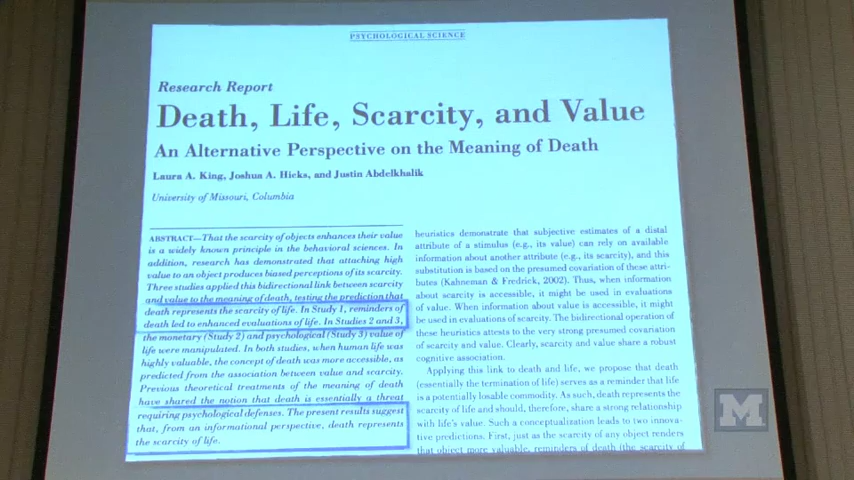 PSYCHOLOGICAL SCIENCE
Research Report
Death, Life, Scarcity, and Value
An Alternative Perspective on the Meaning of Death
Laura A. King, Joshua A. Hicks, and Justin Abdelkhalik
University of Missouri, Columbia
ABSTRACT—That the scarcity of objects enhances their value
is a widely known principle in the behavioral sciences. In
addition, research has demonstrated that attaching high
value to an object produces biased perceptions of its scarcity.
Three studies applied this bidirectional link between scarcity
and value to the meaning of death, testing the prediction that
death represents the scarcity of life. In Study 1, reminders of
death led to enhanced evaluations of life. In Studies 2 and 3,
the monetary (Study 2) and psychological (Study 3) value of
life were manipulated. In both studies, when human life was
highly valuable, the concept of death was more accessible, as
predicted from the association between value and scarcity.
Previous theoretical treatments of the meaning of death
have shared the notion that death is essentially a threat
requiring psychological defenses. The present results suggest
that, from an informational perspective, death represents
the scarcity of life.
heuristics demonstrate that subjective estimates of a distal
attribute of a stimulus (e.g., its value) can rely on available
information about another attribute (e.g., its scarcity), and this
substitution is based on the presumed covariation of these attri-
butes (Kahneman & Fredrick, 2002). Thus, when information
about scarcity is accessible, it might be used in evaluations
of value. When information about value is accessible, it might
be used in evaluations of scarcity. The bidirectional operation of
these heuristics attests to the very strong presumed covariation
of scarcity and value. Clearly, scarcity and value share a robust
cognitive association.
Applying this link to death and life, we propose that death
(essentially the termination of life) serves as a reminder that life
is a potentially losable commodity. As such, death represents the
scarcity of life and should, therefore, share a strong relationship
with life's value. Such a conceptualization leads to two innova-
tive predictions. First, just as the scarcity of any object renders
that object more valuable, reminders of death (the scarcity of
M